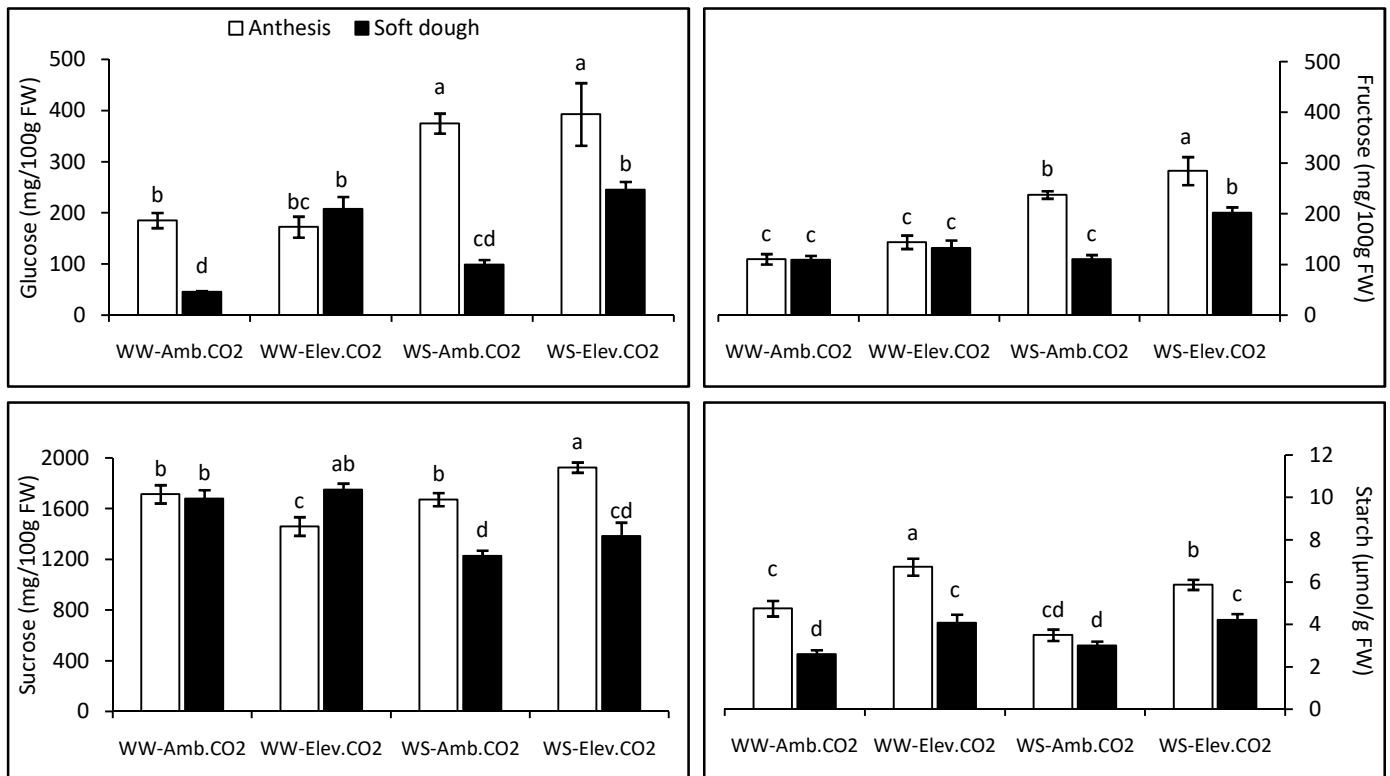 Anthesis Soft dough
Glucose (mg/100g FW)
500
400
300
200
100
0
b d bc b a cd a b
WW-Amb.CO2 WW-Elev.CO2 WS-Amb.CO2 WS-Elev.CO2
Fructose (mg/100g FW)
500
400
300
200
100
0
c c c c b c a b
WW-Amb.CO2 WW-Elev.CO2 WS-Amb.CO2 WS-Elev.CO2
Sucrose (mg/100g FW)
2000
1600
1200
800
400
0
b b c ab b d a cd
WW-Amb.CO2 WW-Elev.CO2 WS-Amb.CO2 WS-Elev.CO2
Starch (µmol/g FW)
12
10
8
6
4
2
0
c d a c cd d b c
WW-Amb.CO2 WW-Elev.CO2 WS-Amb.CO2 WS-Elev.CO2